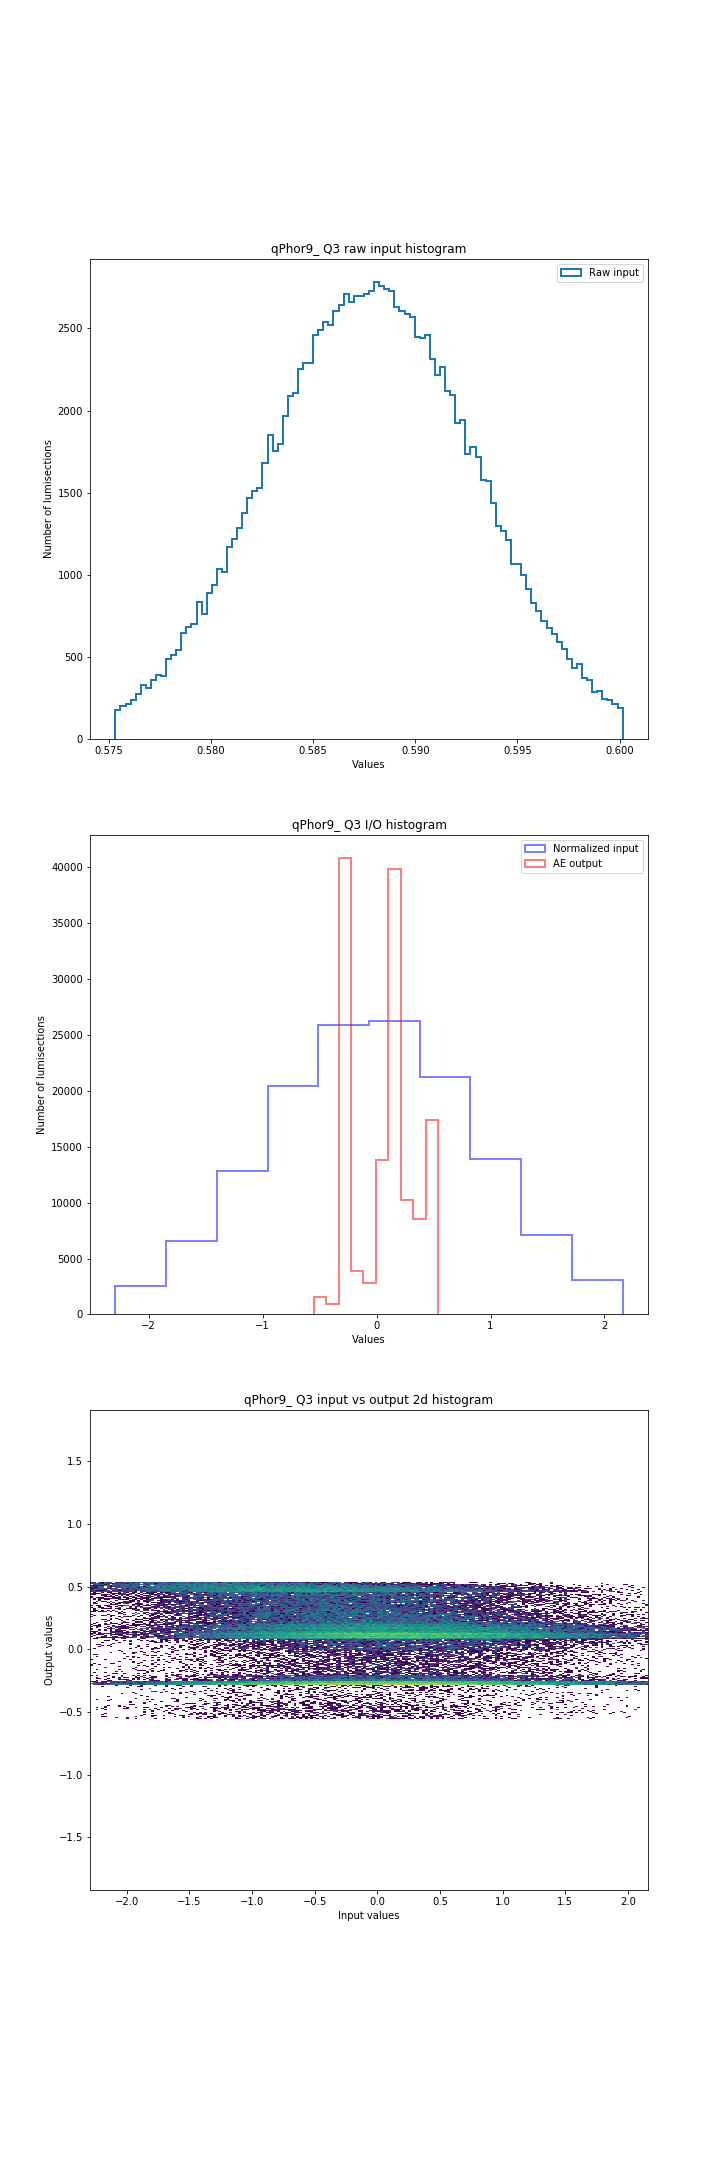 qPhor9_ Q3 raw input histogram
Raw input
2500
2000
1500
1000
500
0
Number of lumisections
0.575 0.580 0.585 0.590 0.595 0.600
Values
qPhor9_ Q3 I/O histogram
Normalized input
AE output
40000
35000
30000
25000
20000
15000
10000
5000
0
Number of lumisections
−2 −1 0 1 2
Values
qPhor9_ Q3 input vs output 2d histogram
1.5
1.0
0.5
0.0
−0.5
−1.0
−1.5
Output values
−2.0 −1.5 −1.0 −0.5 0.0 0.5 1.0 1.5 2.0
Input values